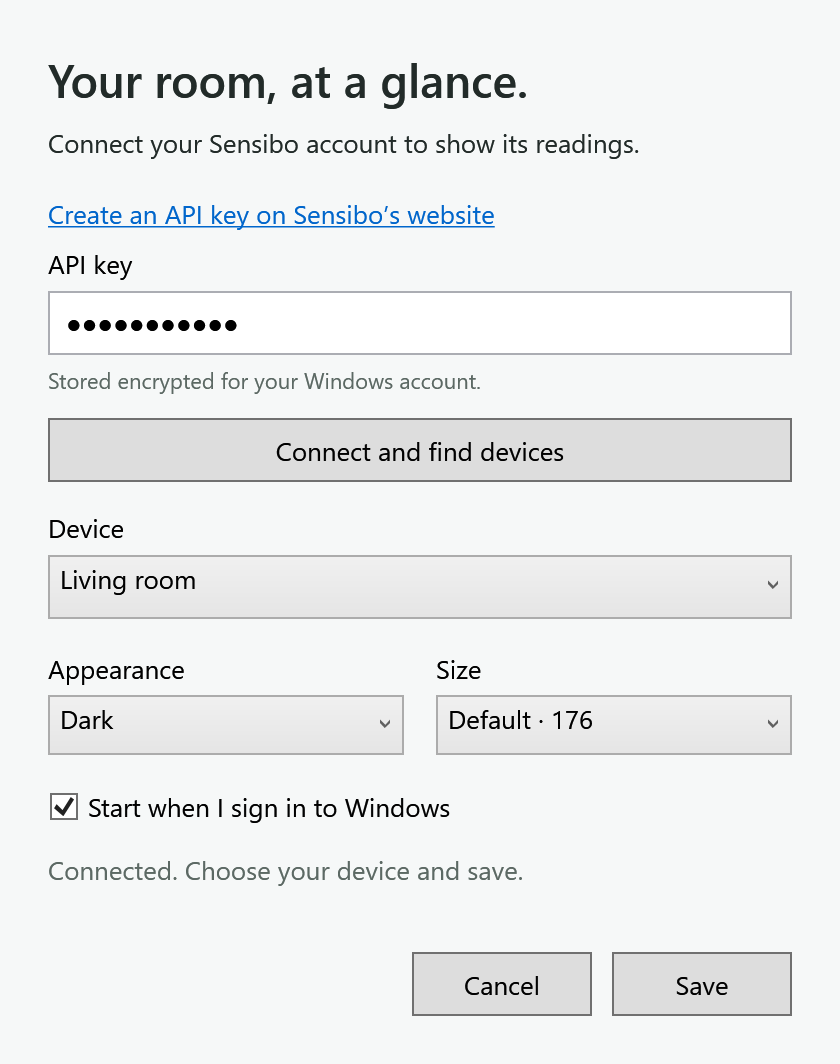 Your room, at a glance.
Connect your Sensibo account to show its readings.
Create an API key on Sensibo’s website
API key
●●●●●●●●●●●
Stored encrypted for your Windows account.
Connect and find devices
Device
Living room
Appearance
Size
Dark
Default · 176
Start when I sign in to Windows
Connected. Choose your device and save.
Cancel
Save